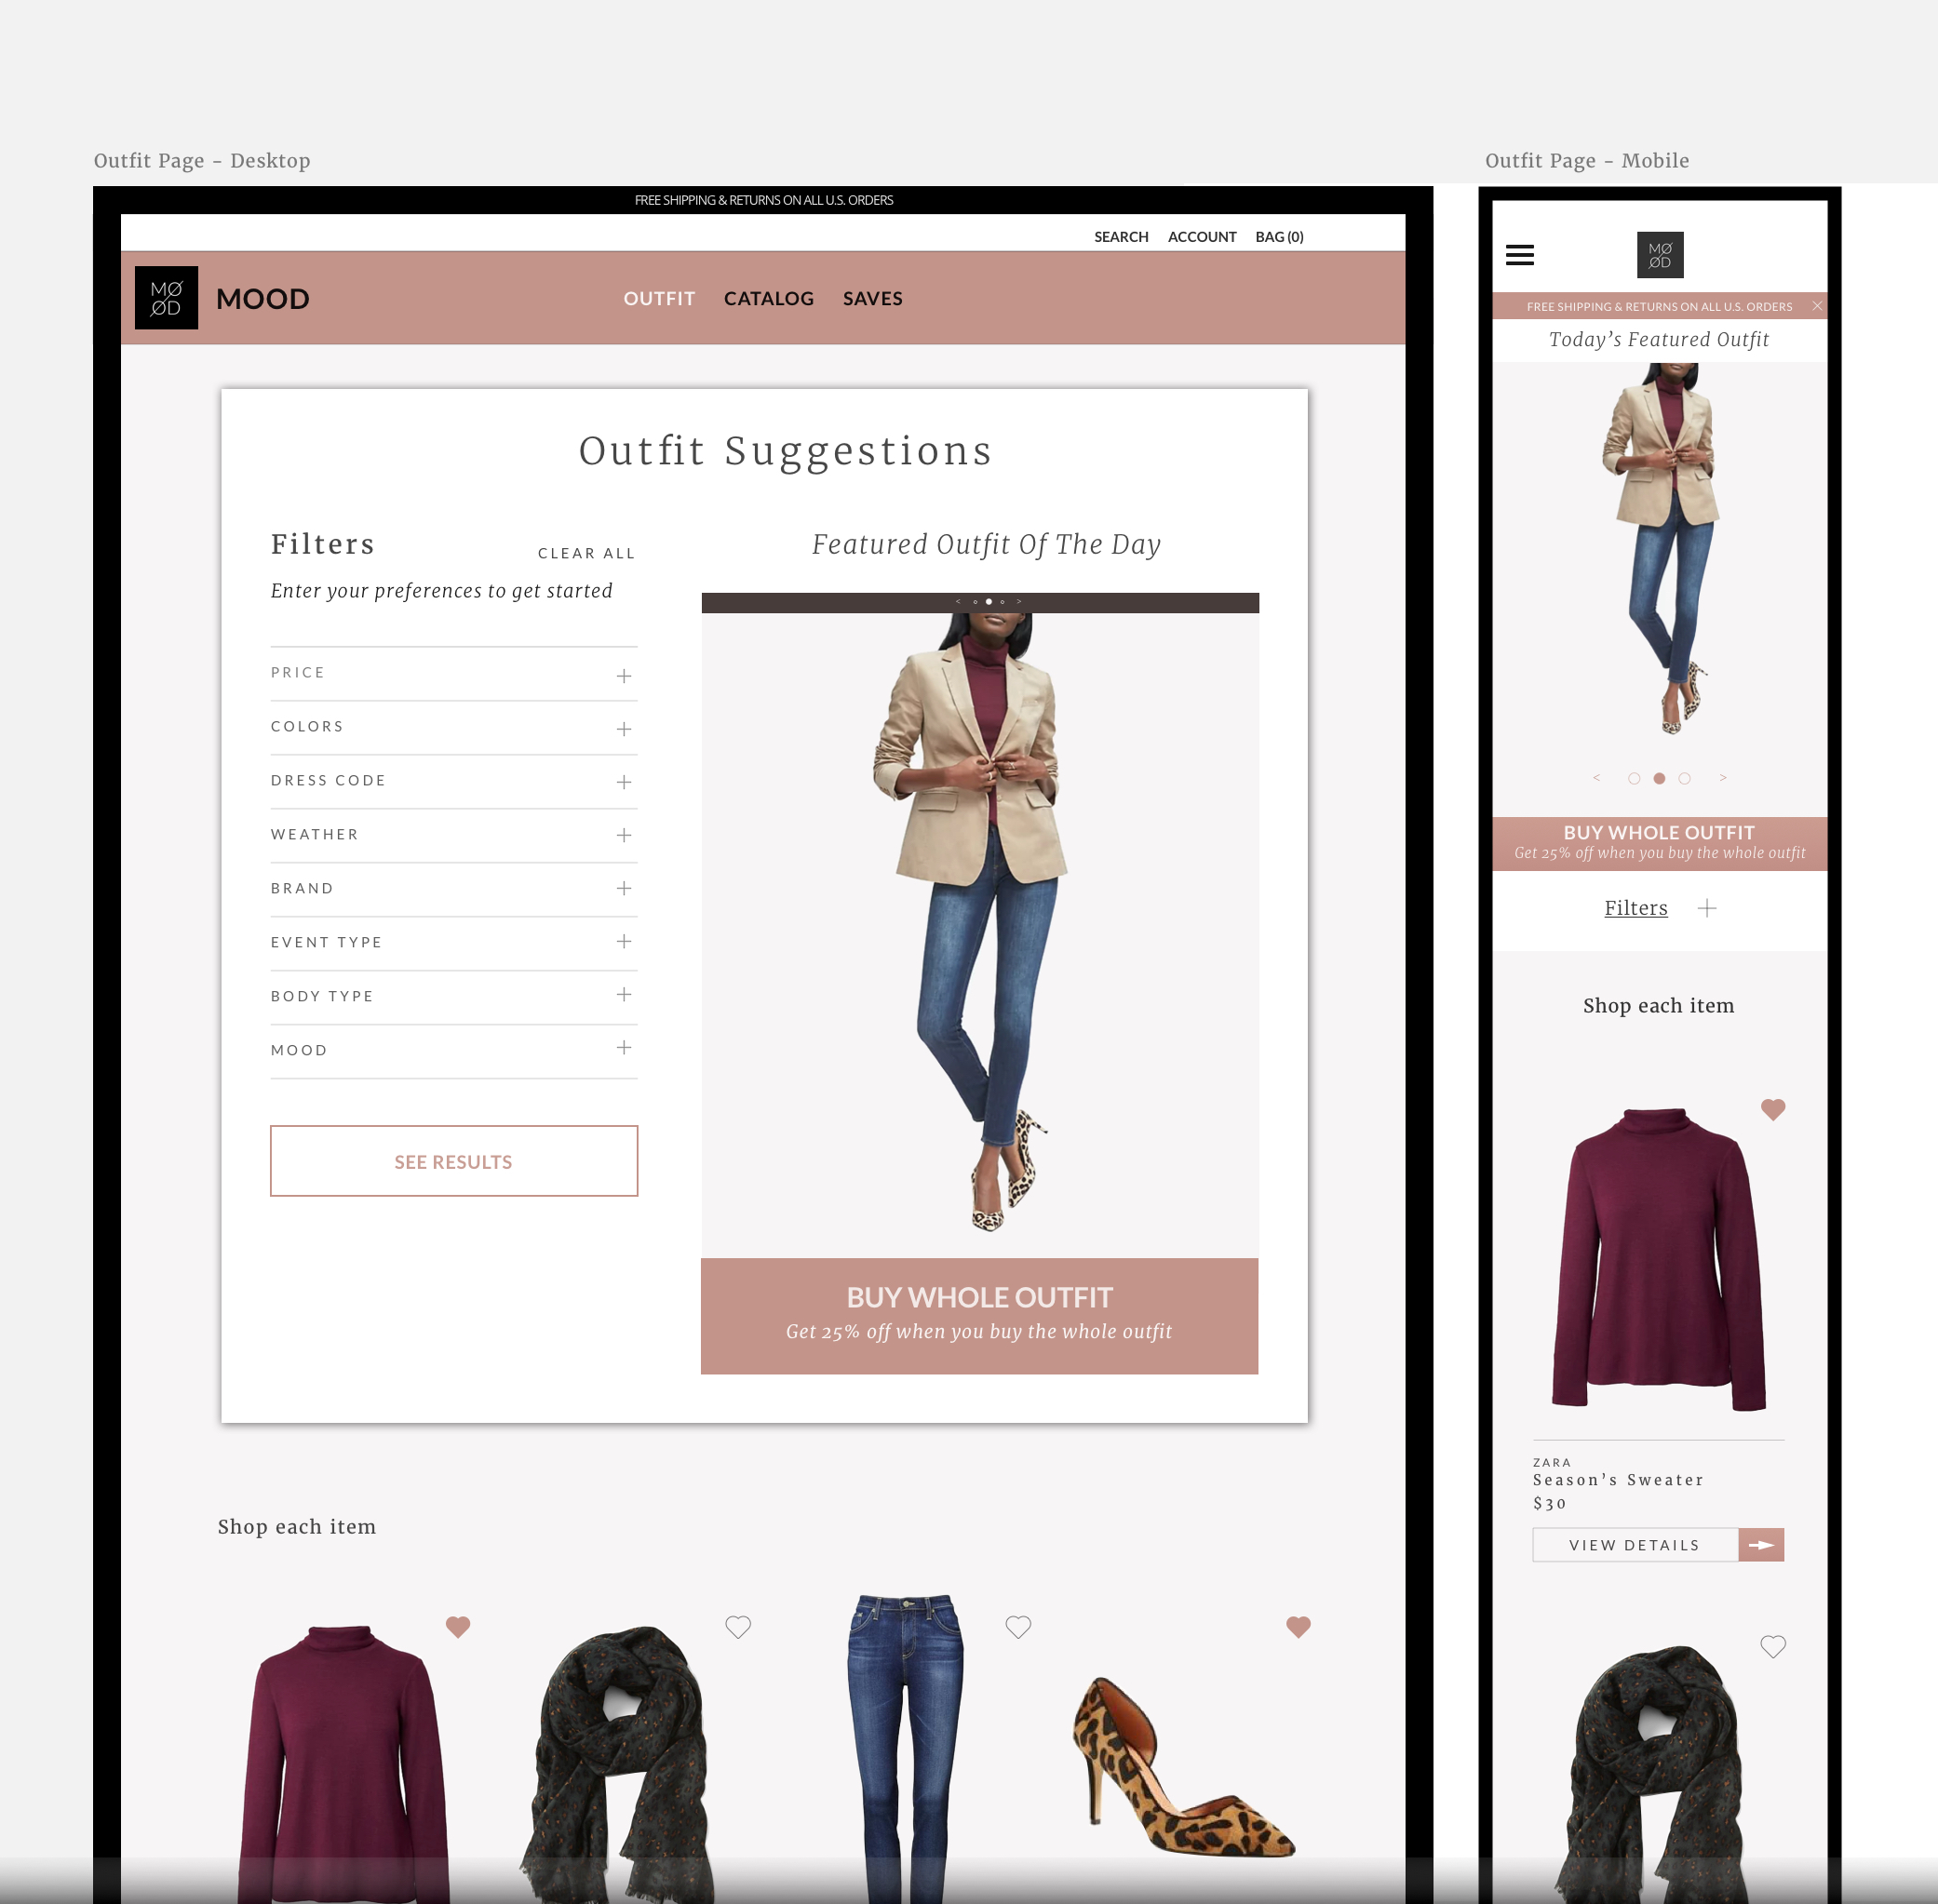 Outfit Page - Desktop
FREE SHIPPING & RETURNS ON ALL U.S. ORDERS
SEARCH ACCOUNT BAG (0)
MØ
ØD
MOOD
OUTFIT CATALOG SAVES
Outfit Suggestions
Filters
CLEAR ALL
Enter your preferences to get started
PRICE +
COLORS +
DRESS CODE +
WEATHER +
BRAND +
EVENT TYPE +
BODY TYPE +
MOOD +
SEE RESULTS
Featured Outfit Of The Day
< >
BUY WHOLE OUTFIT
Get 25% off when you buy the whole outfit
Shop each item
Outfit Page - Mobile
MØ
ØD
FREE SHIPPING & RETURNS ON ALL U.S. ORDERS
Today’s Featured Outfit
< >
BUY WHOLE OUTFIT
Get 25% off when you buy the whole outfit
Filters +
Shop each item
ZARA
Season’s Sweater
$30
VIEW DETAILS